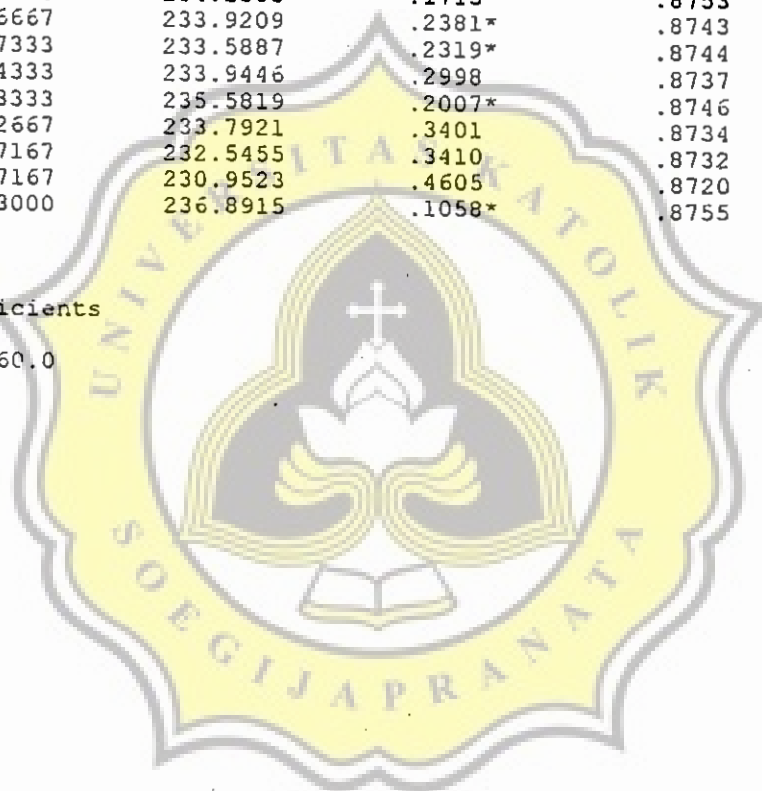 .8753
6667 233.9209 .2381* .8743
7333 233.5887 .2319* .8744
4333 233.9446 .2998 .8737
3333 235.5819 .2007* .8746
2667 233.7921 .3401 .8734
7167 232.5455 .3410 .8732
7167 230.9523 .4605 .8720
3000 236.8915 .1058* .8755
icients
60.0
UNIVERSITAS KATOLIK
SOEGIJAPRANATA